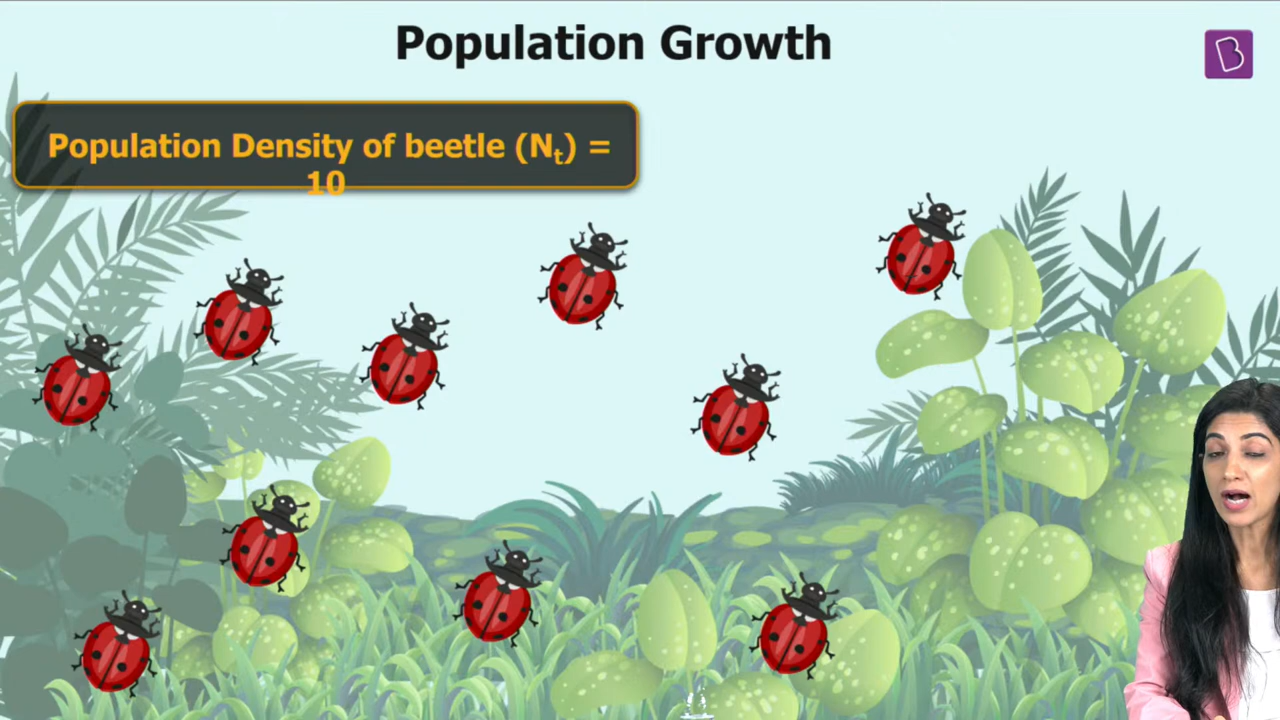 Population Growth
B
Population Density of beetle (Nₜ) =
10